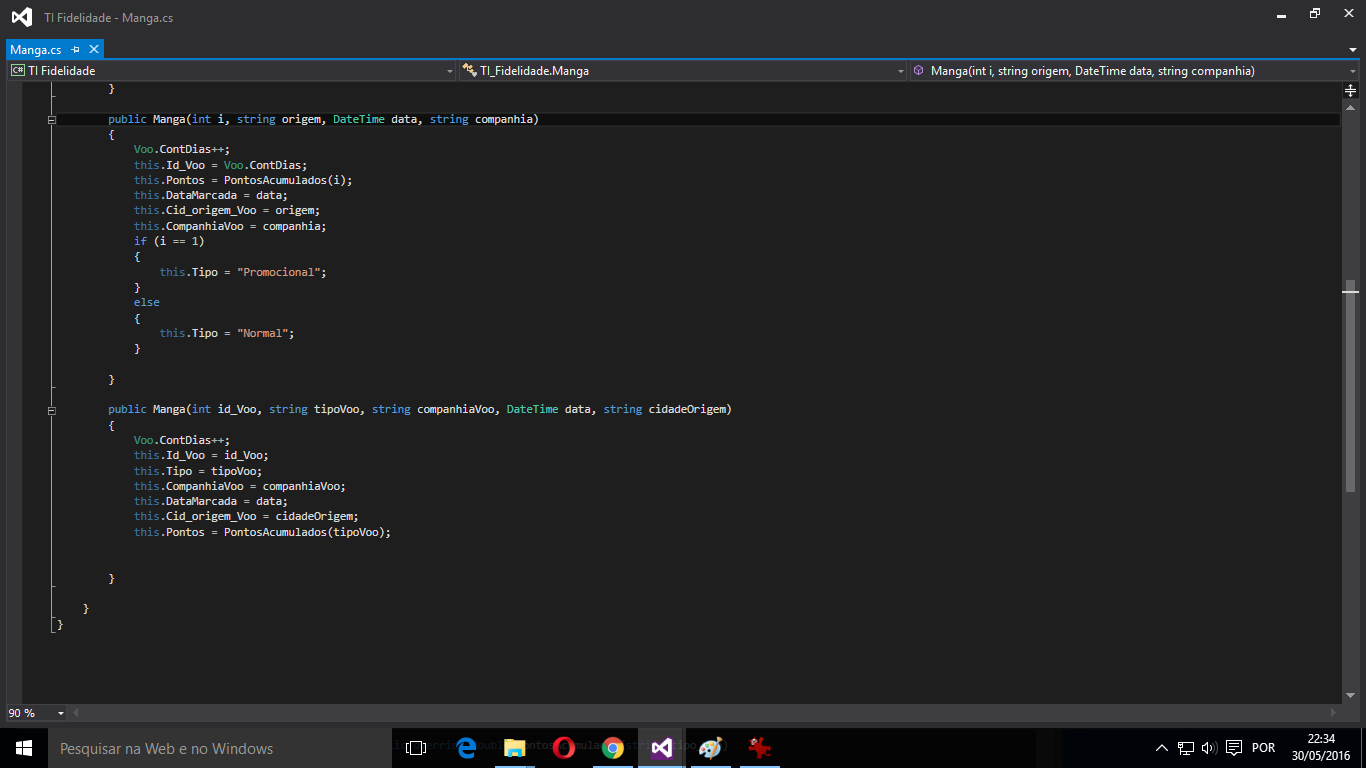 TI Fidelidade - Manga.cs
Manga.cs
C# TI Fidelidade
TI_Fidelidade.Manga
Manga(int i, string origem, DateTime data, string companhia)
}
public Manga(int i, string origem, DateTime data, string companhia)
{
Voo.ContDias++;
this.Id_Voo = Voo.ContDias;
this.Pontos = PontosAcumulados(i);
this.DataMarcada = data;
this.Cid_origem_Voo = origem;
this.CompanhiaVoo = companhia;
if (i == 1)
{
this.Tipo = "Promocional";
}
else
{
this.Tipo = "Normal";
}
}
public Manga(int id_Voo, string tipoVoo, string companhiaVoo, DateTime data, string cidadeOrigem)
{
Voo.ContDias++;
this.Id_Voo = id_Voo;
this.Tipo = tipoVoo;
this.CompanhiaVoo = companhiaVoo;
this.DataMarcada = data;
this.Cid_origem_Voo = cidadeOrigem;
this.Pontos = PontosAcumulados(tipoVoo);
}
}
}
90 %
Pesquisar na Web e no Windows
POR
22:34
30/05/2016